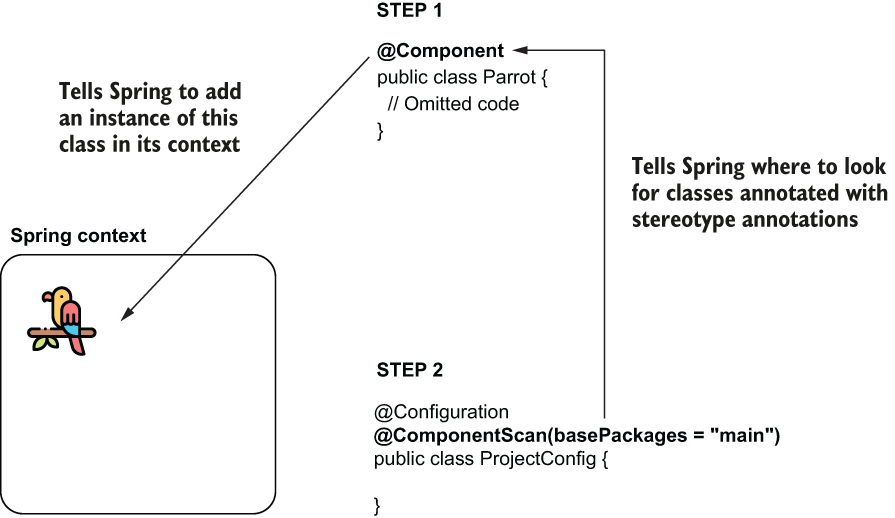 STEP 1
@Component
public class Parrot {
// Omitted code
}
Tells Spring to add
an instance of this
class in its context
Tells Spring where to look
for classes annotated with
stereotype annotations
Spring context
STEP 2
@Configuration
@ComponentScan(basePackages = "main")
public class ProjectConfig {
}